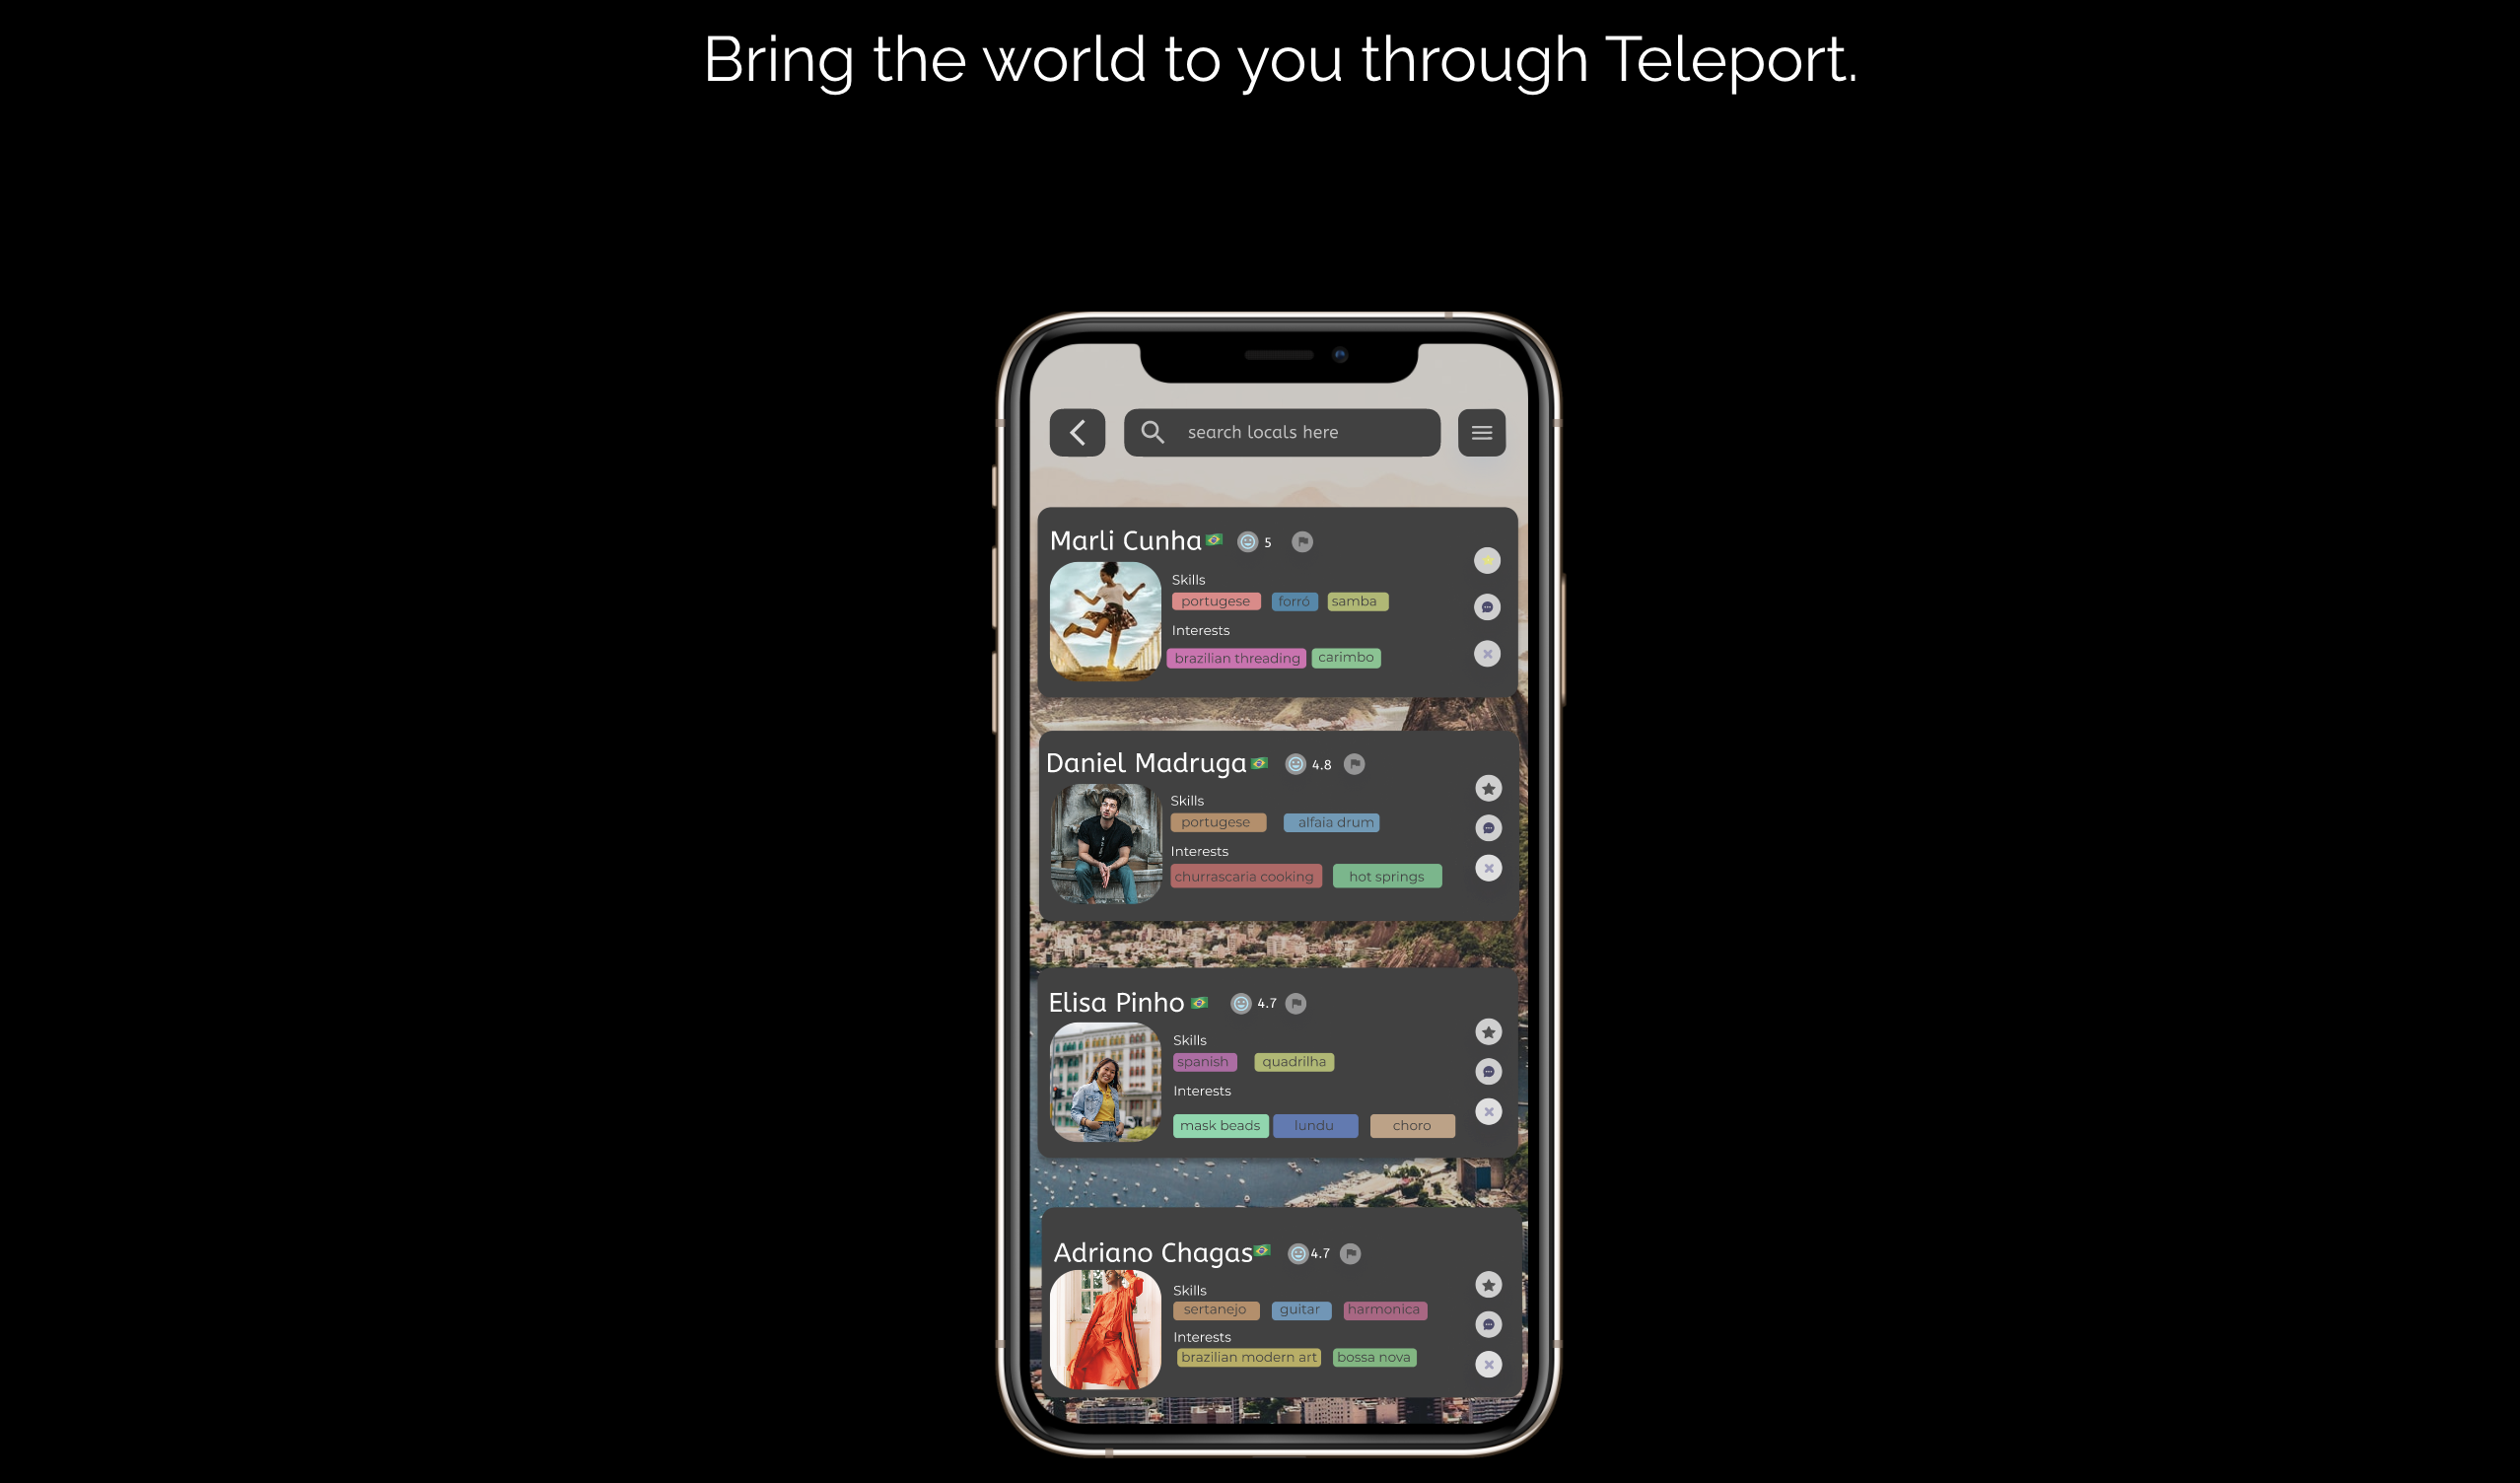 Bring the world to you through Teleport.
search locals here
Marli Cunha 5
Skills
portugese forró samba
Interests
brazilian threading carimbo
Daniel Madruga 4.8
Skills
portugese alfaia drum
Interests
churrascaria cooking hot springs
Elisa Pinho 4.7
Skills
spanish quadrilha
Interests
mask beads lundu choro
Adriano Chagas 4.7
Skills
sertanejo guitar harmonica
Interests
brazilian modern art bossa nova